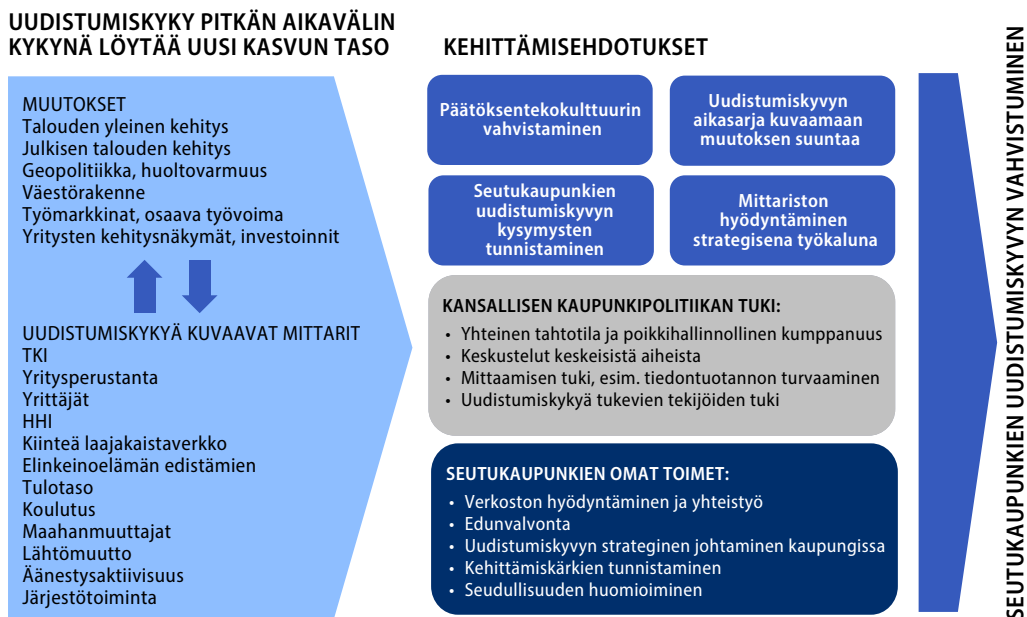 UUDISTUMISKYKY PITKÄN AIKAVÄLIN
KYKYNÄ LÖYTÄÄ UUSI KASVUN TASO
MUUTOKSET
Talouden yleinen kehitys
Julkisen talouden kehitys
Geopolitiikka, huoltovarmuus
Väestörakenne
Työmarkkinat, osaava työvoima
Yritysten kehitysnäkymät, investoinnit
UUDISTUMISKYKYÄ KUVAAVAT MITTARIT
TKI
Yritysperustanta
Yrittäjät
HHI
Kiinteä laajakaistaverkko
Elinkeinoelämän edistämien
Tulotaso
Koulutus
Maahanmuuttajat
Lähtömuutto
Äänestysaktiivisuus
Järjestötoiminta
KEHITTÄMISEHDOTUKSET
Päätöksentekokulttuurin
vahvistaminen
Uudistumiskyvyn
aikasarja kuvaamaan
muutoksen suuntaa
Seutukaupunkien
uudistumiskyvyn
kysymysten
tunnistaminen
Mittariston
hyödyntäminen
strategisena työkaluna
KANSALLISEN KAUPUNKIPOLITIIKAN TUKI:
• Yhteinen tahtotila ja poikkihallinnollinen kumppanuus
• Keskustelut keskeisistä aiheista
• Mittaamisen tuki, esim. tiedontuotannon turvaaminen
• Uudistumiskykyä tukevien tekijöiden tuki
SEUTUKAUPUNKIEN OMAT TOIMET:
• Verkoston hyödyntäminen ja yhteistyö
• Edunvalvonta
• Uudistumiskyvyn strateginen johtaminen kaupungissa
• Kehittämiskärkien tunnistaminen
• Seudullisuuden huomioiminen
SEUTUKAUPUNKIEN UUDISTUMISKYVYN VAHVISTUMINEN